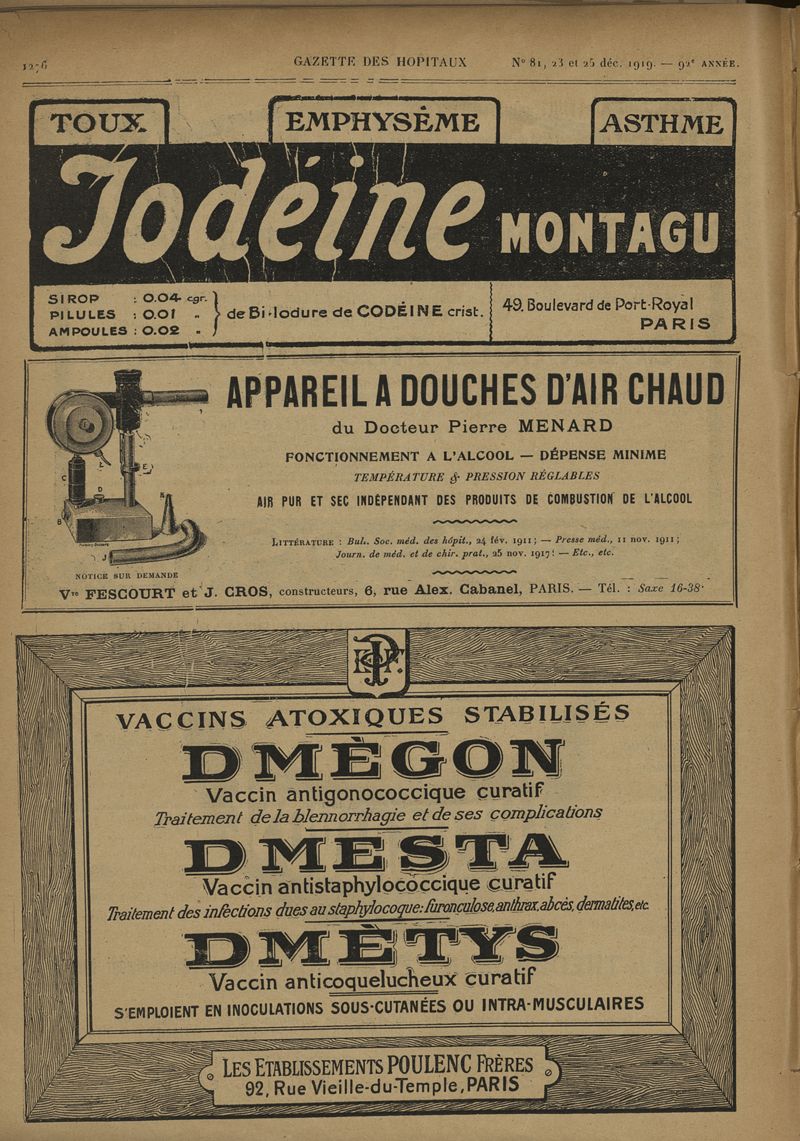 1276 GAZETTE DES HOPITAUX N° 81, 23 et 25 déc. 1919. — 92e ANNÉE.
TOUX EMPHYSÈME ASTHME
Iodéine MONTAGU
SIROP : 0.04 cgr.
PILULES : 0.01 „
AMPOULES : 0.02 „
de Bi-Iodure de CODÉINE crist.
49, Boulevard de Port-Royal
PARIS
APPAREIL A DOUCHES D'AIR CHAUD
du Docteur Pierre MENARD
FONCTIONNEMENT A L'ALCOOL — DÉPENSE MINIME
TEMPÉRATURE & PRESSION RÉGLABLES
AIR PUR ET SEC INDÉPENDANT DES PRODUITS DE COMBUSTION DE L'ALCOOL
LITTÉRATURE : Bul. Soc. méd. des hôpit., 24 fév. 1911; — Presse méd., 11 nov. 1911;
Journ. de méd. et de chir. prat., 25 nov. 1917! — Etc., etc.
NOTICE SUR DEMANDE
Vve FESCOURT et J. CROS, constructeurs, 6, rue Alex. Cabanel, PARIS. — Tél. : Saxe 16-38
VACCINS ATOXIQUES STABILISÉS
DMÈGON
Vaccin antigonococcique curatif
Traitement de la blennorrhagie et de ses complications
DMESTA
Vaccin antistaphylococcique curatif
Traitement des infections dues au staphylocoque: furonculose, anthrax, abcès, dermatites, etc.
DMÈTYS
Vaccin anticoquelucheux curatif
S'EMPLOIENT EN INOCULATIONS SOUS-CUTANÉES OU INTRA-MUSCULAIRES
LES ETABLISSEMENTS POULENC FRÈRES
92, Rue Vieille-du-Temple, PARIS